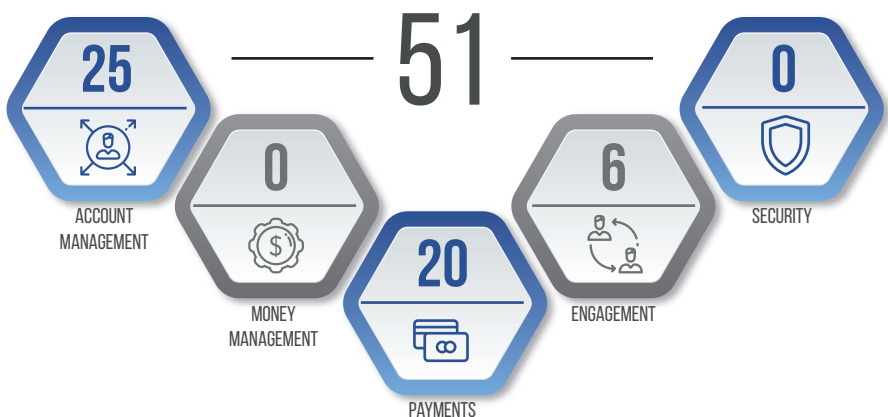 51
25
ACCOUNT
MANAGEMENT
0
$
MONEY
MANAGEMENT
20
PAYMENTS
6
ENGAGEMENT
0
SECURITY